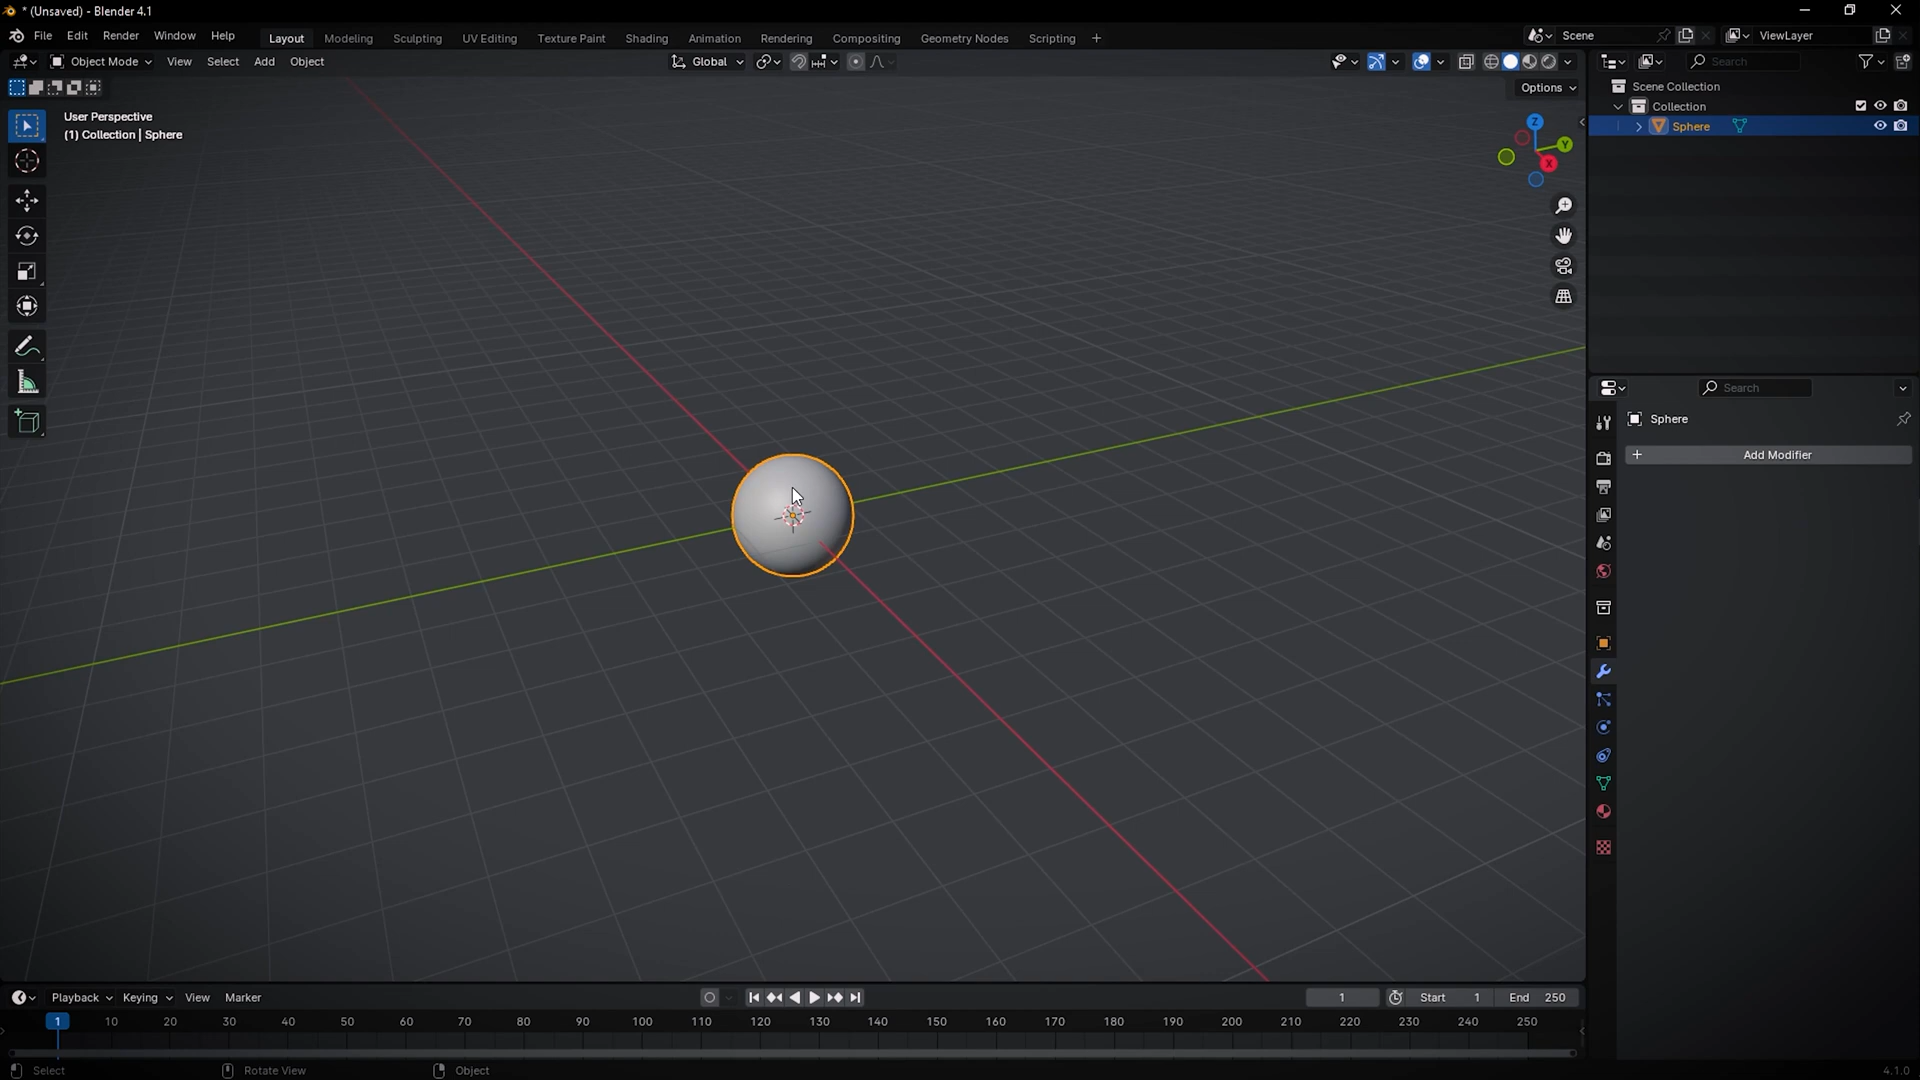 * (Unsaved) - Blender 4.1
File Edit Render Window Help Layout Modeling Sculpting UV Editing Texture Paint Shading Animation Rendering Compositing Geometry Nodes Scripting + Scene ViewLayer
Object Mode View Select Add Object Global Search
Options
User Perspective
(1) Collection | Sphere
Scene Collection
Collection
Sphere
Z
Y
X
Search
Sphere
+ Add Modifier
Playback Keying View Marker 1 Start 1 End 250
1 10 20 30 40 50 60 70 80 90 100 110 120 130 140 150 160 170 180 190 200 210 220 230 240 250
Select Rotate View Object 4.1.0